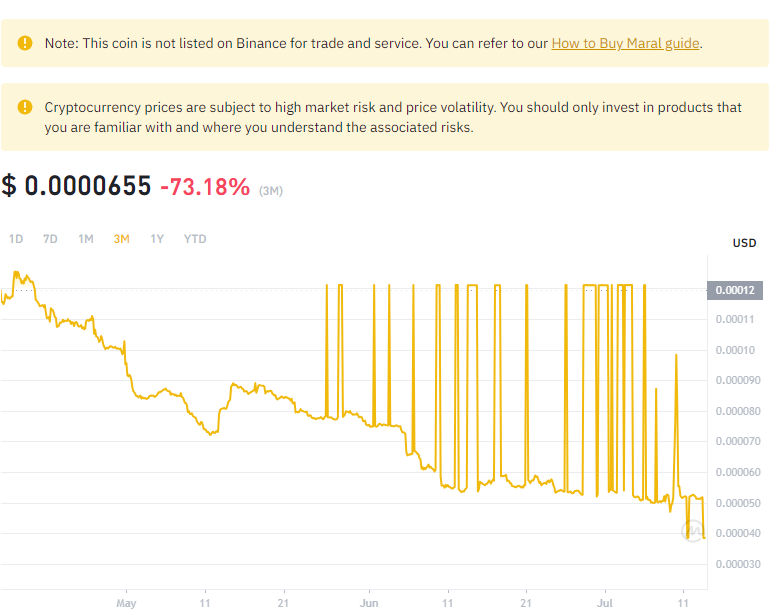 Note: This coin is not listed on Binance for trade and service. You can refer to our How to Buy Maral guide.
Cryptocurrency prices are subject to high market risk and price volatility. You should only invest in products that
you are familiar with and where you understand the associated risks.
$ 0.0000655 -73.18% (3M)
1D 7D 1M 3M 1Y YTD
USD
0.00012
0.00011
0.00010
0.000090
0.000080
0.000070
0.000060
0.000050
0.000040
0.000030
May 11 21 Jun 11 21 Jul 11